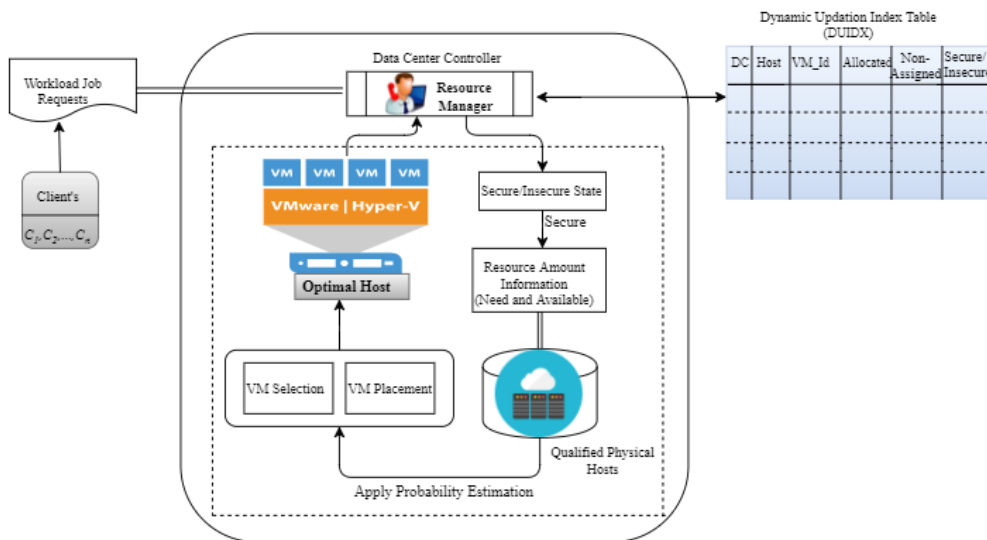 Dynamic Updation Index Table
(DUIDX)
DC Host VM_Id Allocated Non-Assigned Secure/Insecure
Data Center Controller
Resource
Manager
Workload Job
Requests
Client's
C1,C2,...,Cn
VM VM VM VM
VMware | Hyper-V
Optimal Host
Secure/Insecure State
Secure
Resource Amount
Information
(Need and Available)
VM Selection
VM Placement
Qualified Physical
Hosts
Apply Probability Estimation